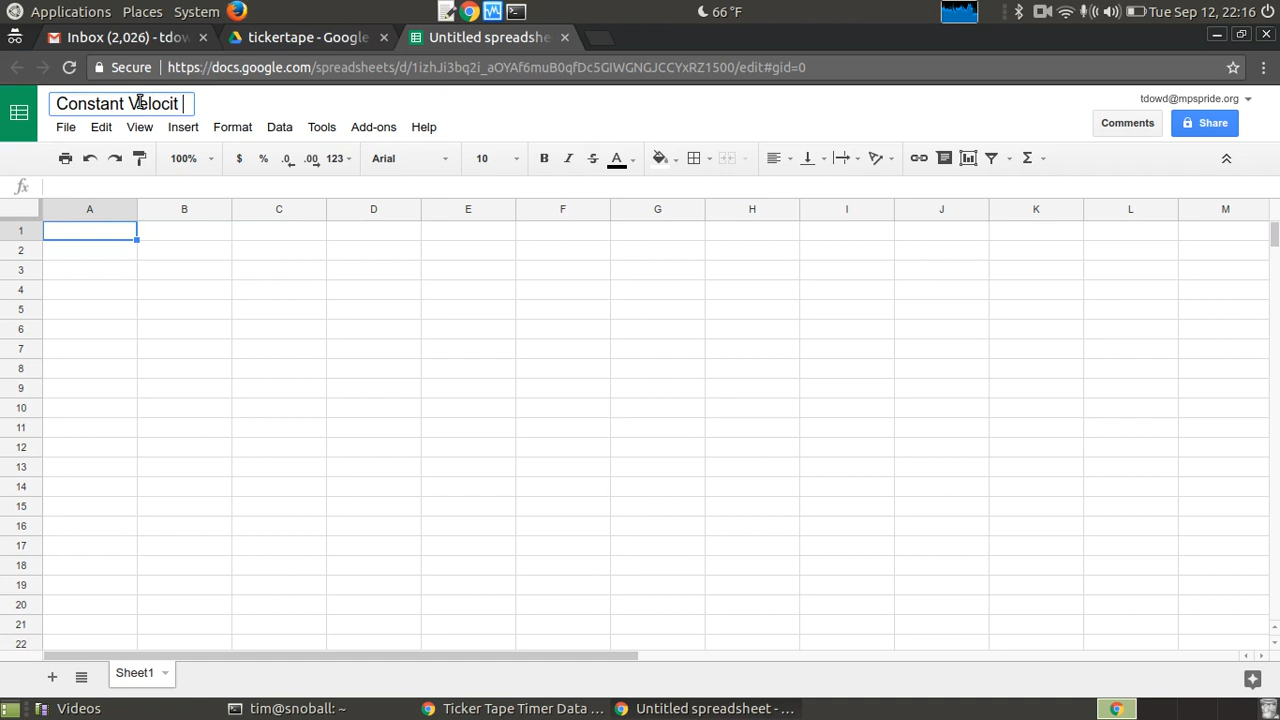 Applications Places System 66 °F Tue Sep 12, 22:16
Inbox (2,026) - tdow tickertape - Google Untitled spreadshe
Secure https://docs.google.com/spreadsheets/d/1izhJi3bq2i_aOYAf6muB0qfDc5GIWGNGJCCYxRZ1500/edit#gid=0
Constant Velocit
tdowd@mpspride.org
File Edit View Insert Format Data Tools Add-ons Help
Comments Share
100% $ % .0 .00 123 Arial 10 B I S A Σ
fx
A B C D E F G H I J K L M
1
2
3
4
5
6
7
8
9
10
11
12
13
14
15
16
17
18
19
20
21
22
Sheet1
Videos tim@snoball: ~ Ticker Tape Timer Data ... Untitled spreadsheet - ...